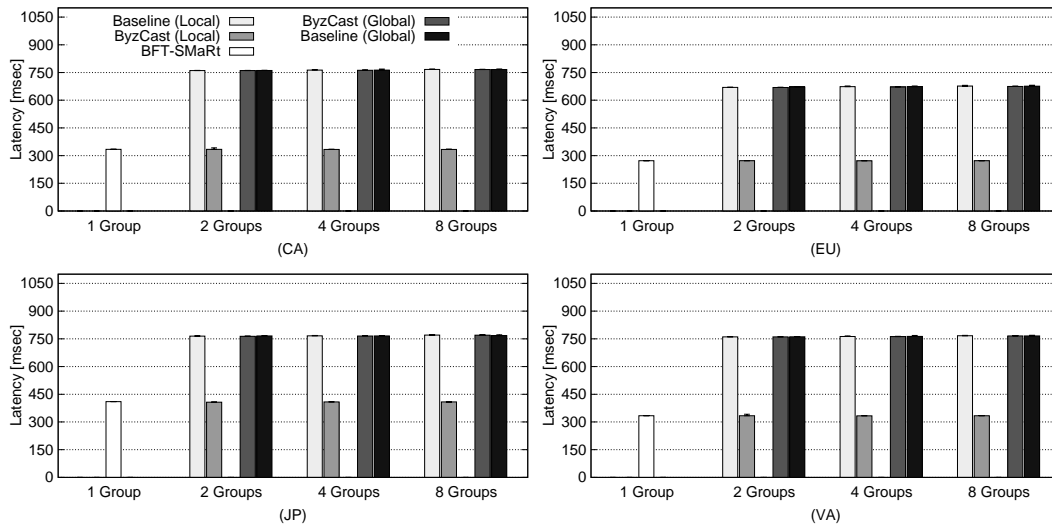 1050
900
750
600
450
300
150
0
Latency [msec]
Baseline (Local)
ByzCast (Local)
BFT-SMaRt
ByzCast (Global)
Baseline (Global)
1 Group 2 Groups 4 Groups 8 Groups
(CA)
1050
900
750
600
450
300
150
0
Latency [msec]
1 Group 2 Groups 4 Groups 8 Groups
(EU)
1050
900
750
600
450
300
150
0
Latency [msec]
1 Group 2 Groups 4 Groups 8 Groups
(JP)
1050
900
750
600
450
300
150
0
Latency [msec]
1 Group 2 Groups 4 Groups 8 Groups
(VA)